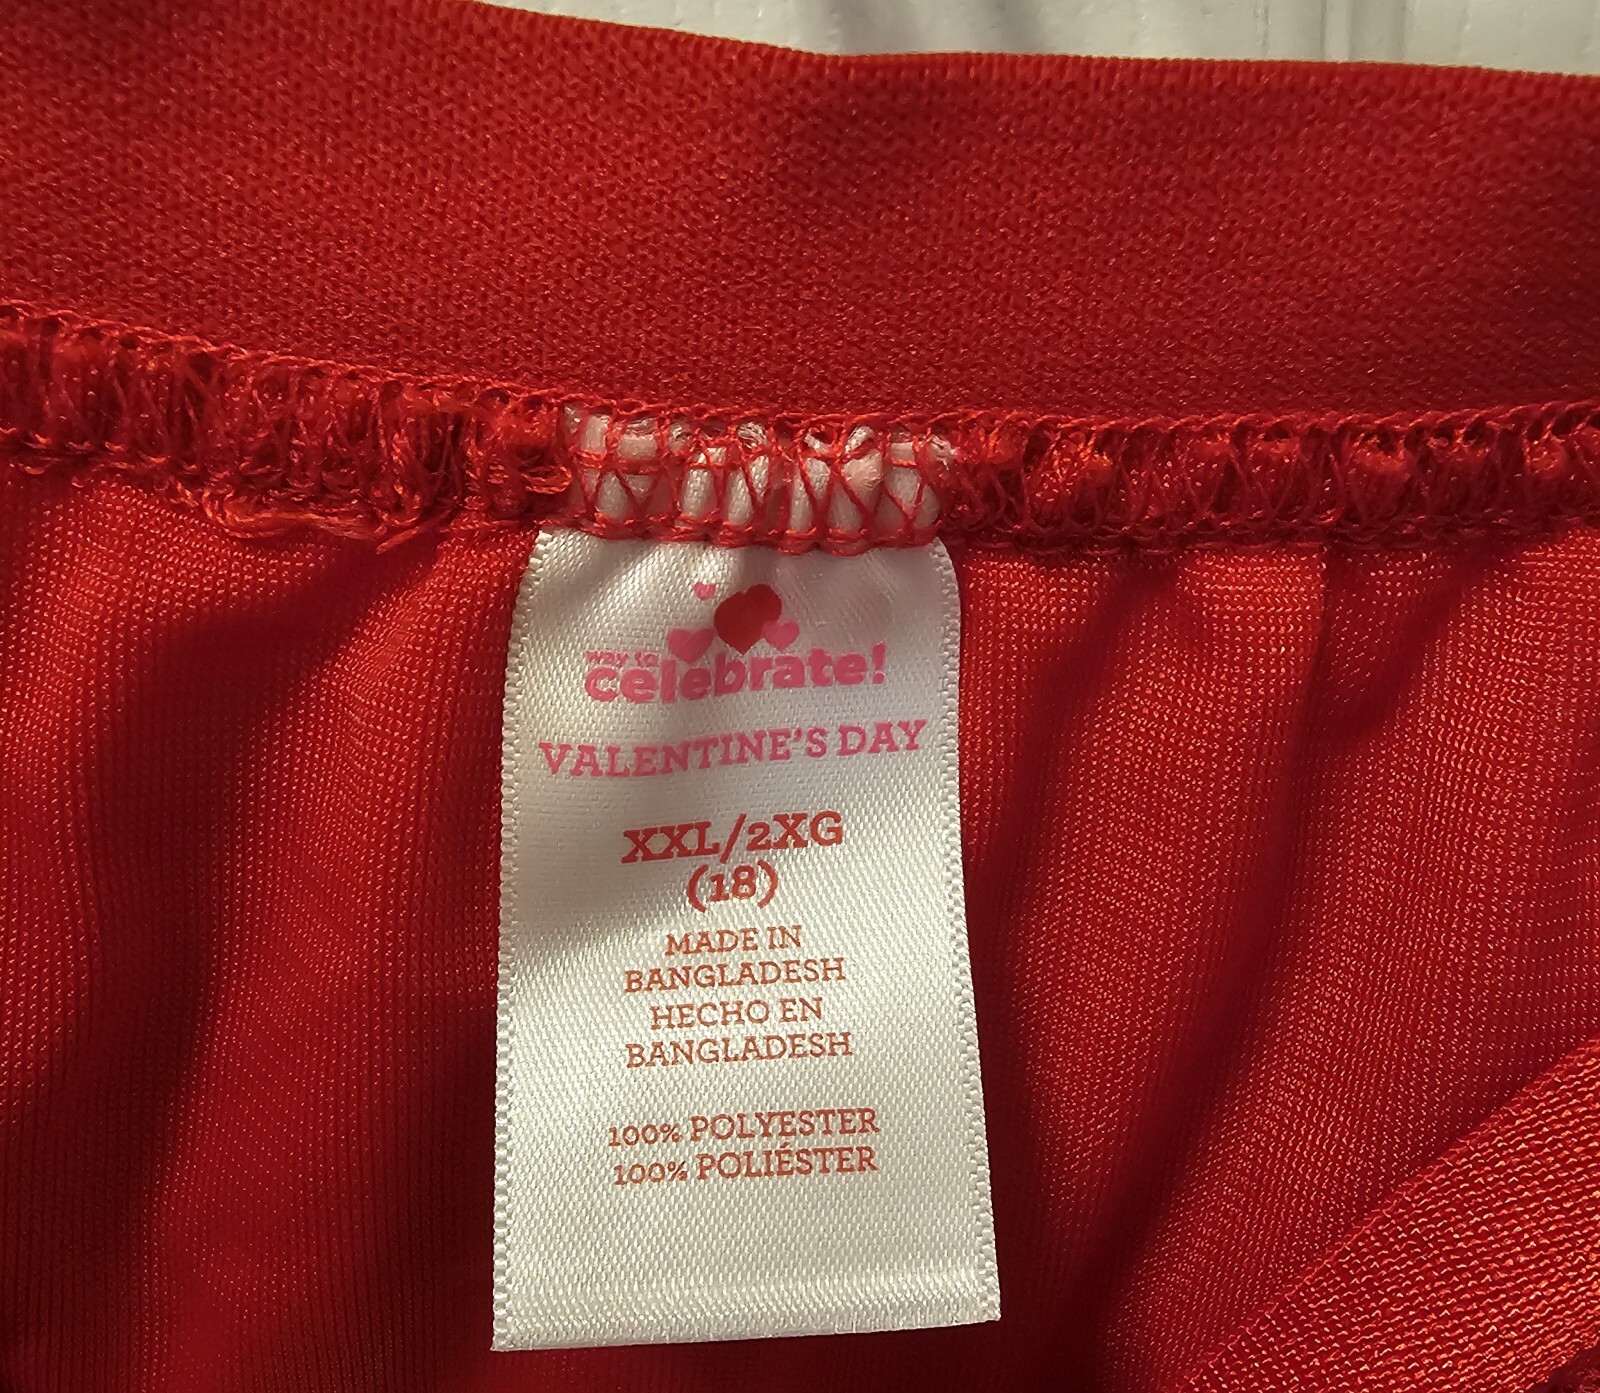 way to
celebrate!
VALENTINE'S DAY
XXL/2XG
(18)
MADE IN
BANGLADESH
HECHO EN
BANGLADESH
100% POLYESTER
100% POLIÉSTER